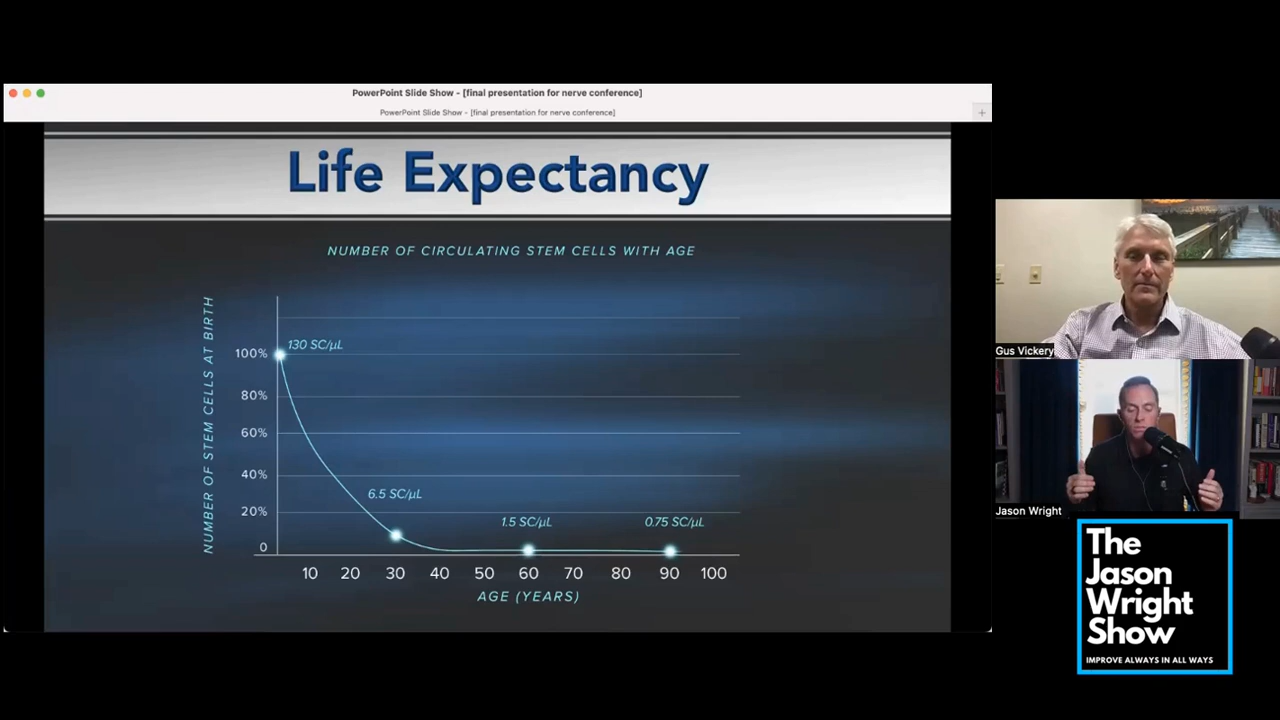 PowerPoint Slide Show - [final presentation for nerve conference]
PowerPoint Slide Show - [final presentation for nerve conference]
Life Expectancy
NUMBER OF CIRCULATING STEM CELLS WITH AGE
NUMBER OF STEM CELLS AT BIRTH
100%
80%
60%
40%
20%
0
130 SC/µL
6.5 SC/µL
1.5 SC/µL
0.75 SC/µL
10 20 30 40 50 60 70 80 90 100
AGE (YEARS)
Gus Vickery
Jason Wright
The
Jason
Wright
Show
IMPROVE ALWAYS IN ALL WAYS